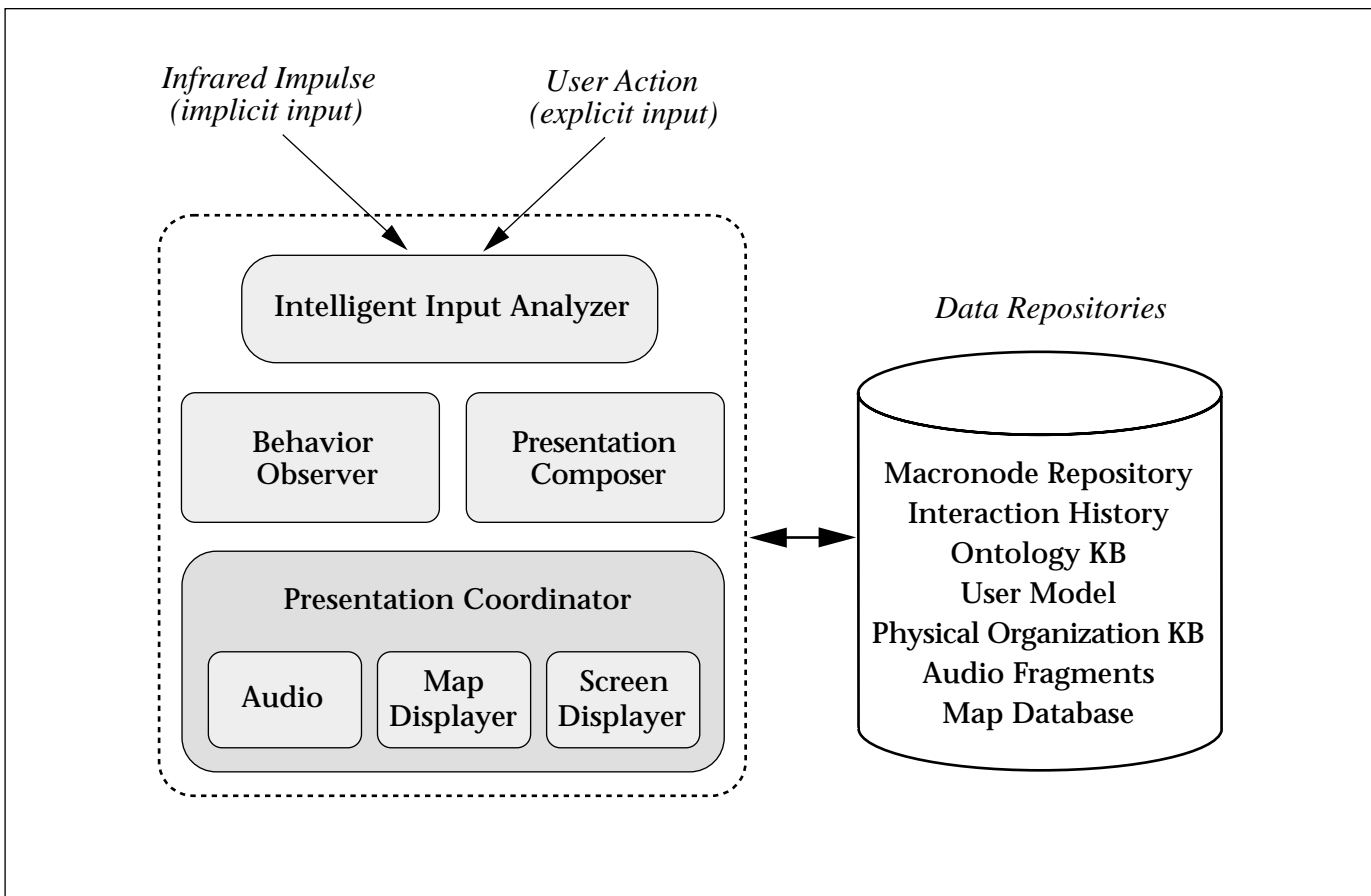 Infrared Impulse
(implicit input)
User Action
(explicit input)
Intelligent Input Analyzer
Behavior
Observer
Presentation
Composer
Presentation Coordinator
Audio
Map
Displayer
Screen
Displayer
Data Repositories
Macronode Repository
Interaction History
Ontology KB
User Model
Physical Organization KB
Audio Fragments
Map Database